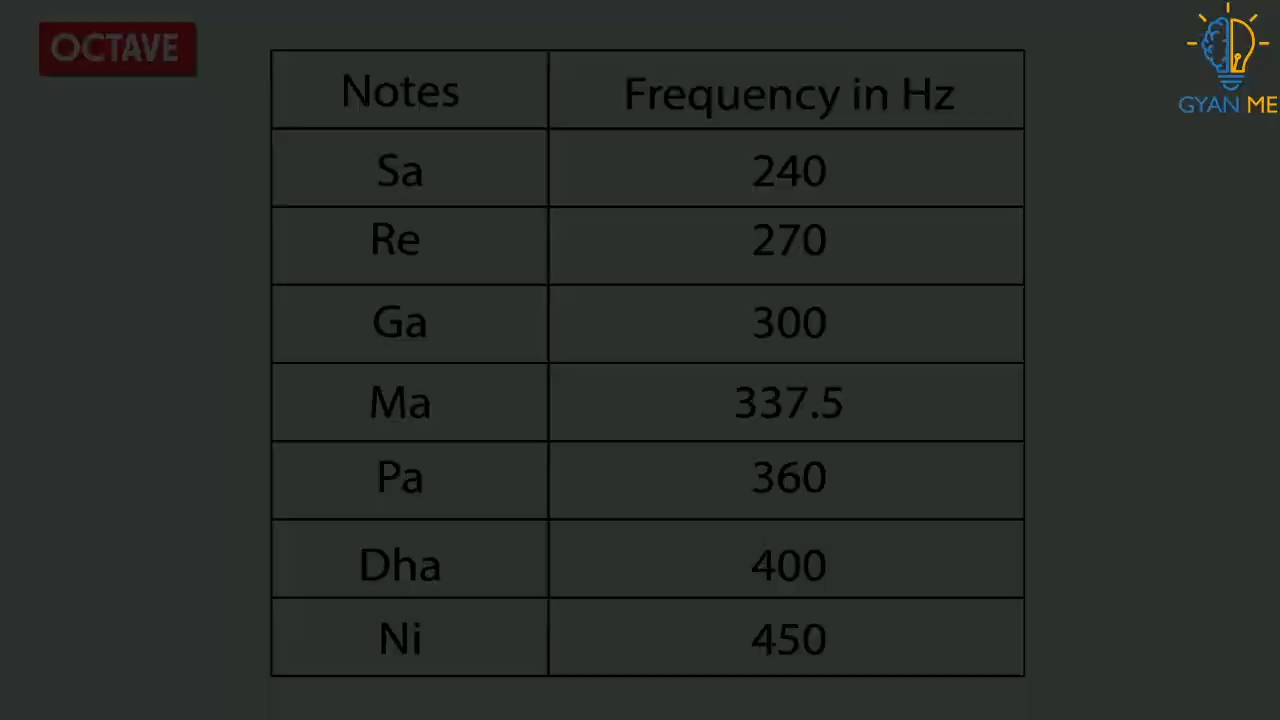 OCTAVE
GYAN ME
Notes Frequency in Hz
Sa 240
Re 270
Ga 300
Ma 337.5
Pa 360
Dha 400
Ni 450